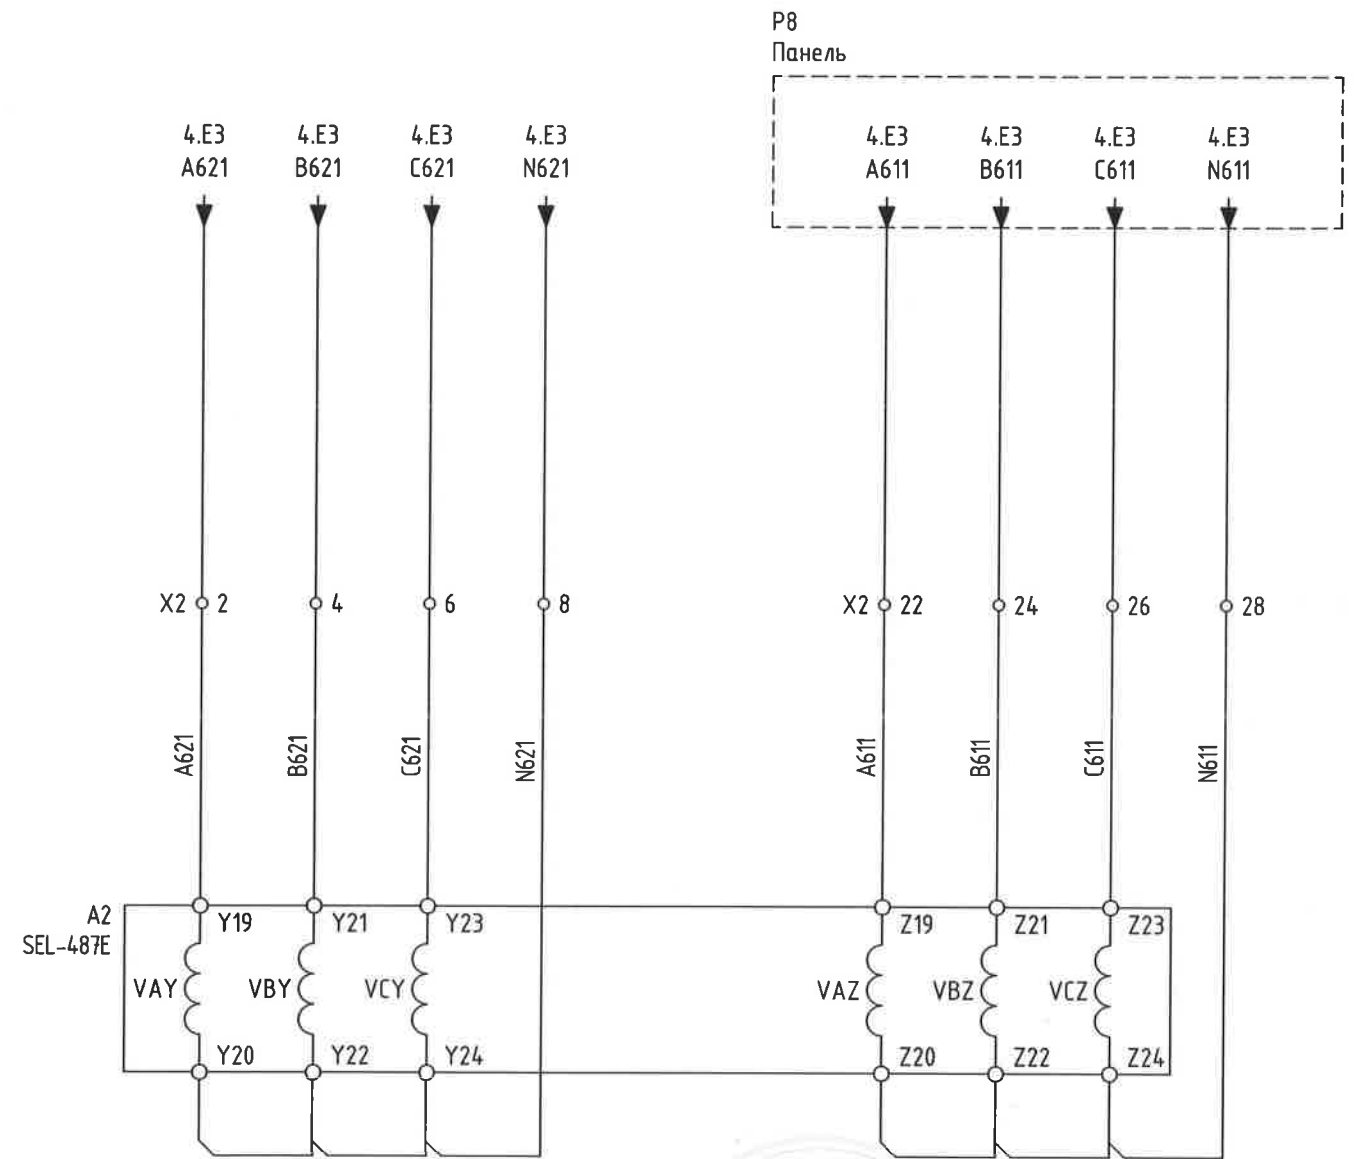 P8
Панель
4.E3 4.E3 4.E3 4.E3 4.E3 4.E3 4.E3 4.E3
A621 B621 C621 N621 A611 B611 C611 N611
X2 2 4 6 8 X2 22 24 26 28
A621 B621 C621 N621 A611 B611 C611 N611
A2 Y19 Y21 Y23 Z19 Z21 Z23
SEL-487E
VAY VBY VCY VAZ VBZ VCZ
Y20 Y22 Y24 Z20 Z22 Z24